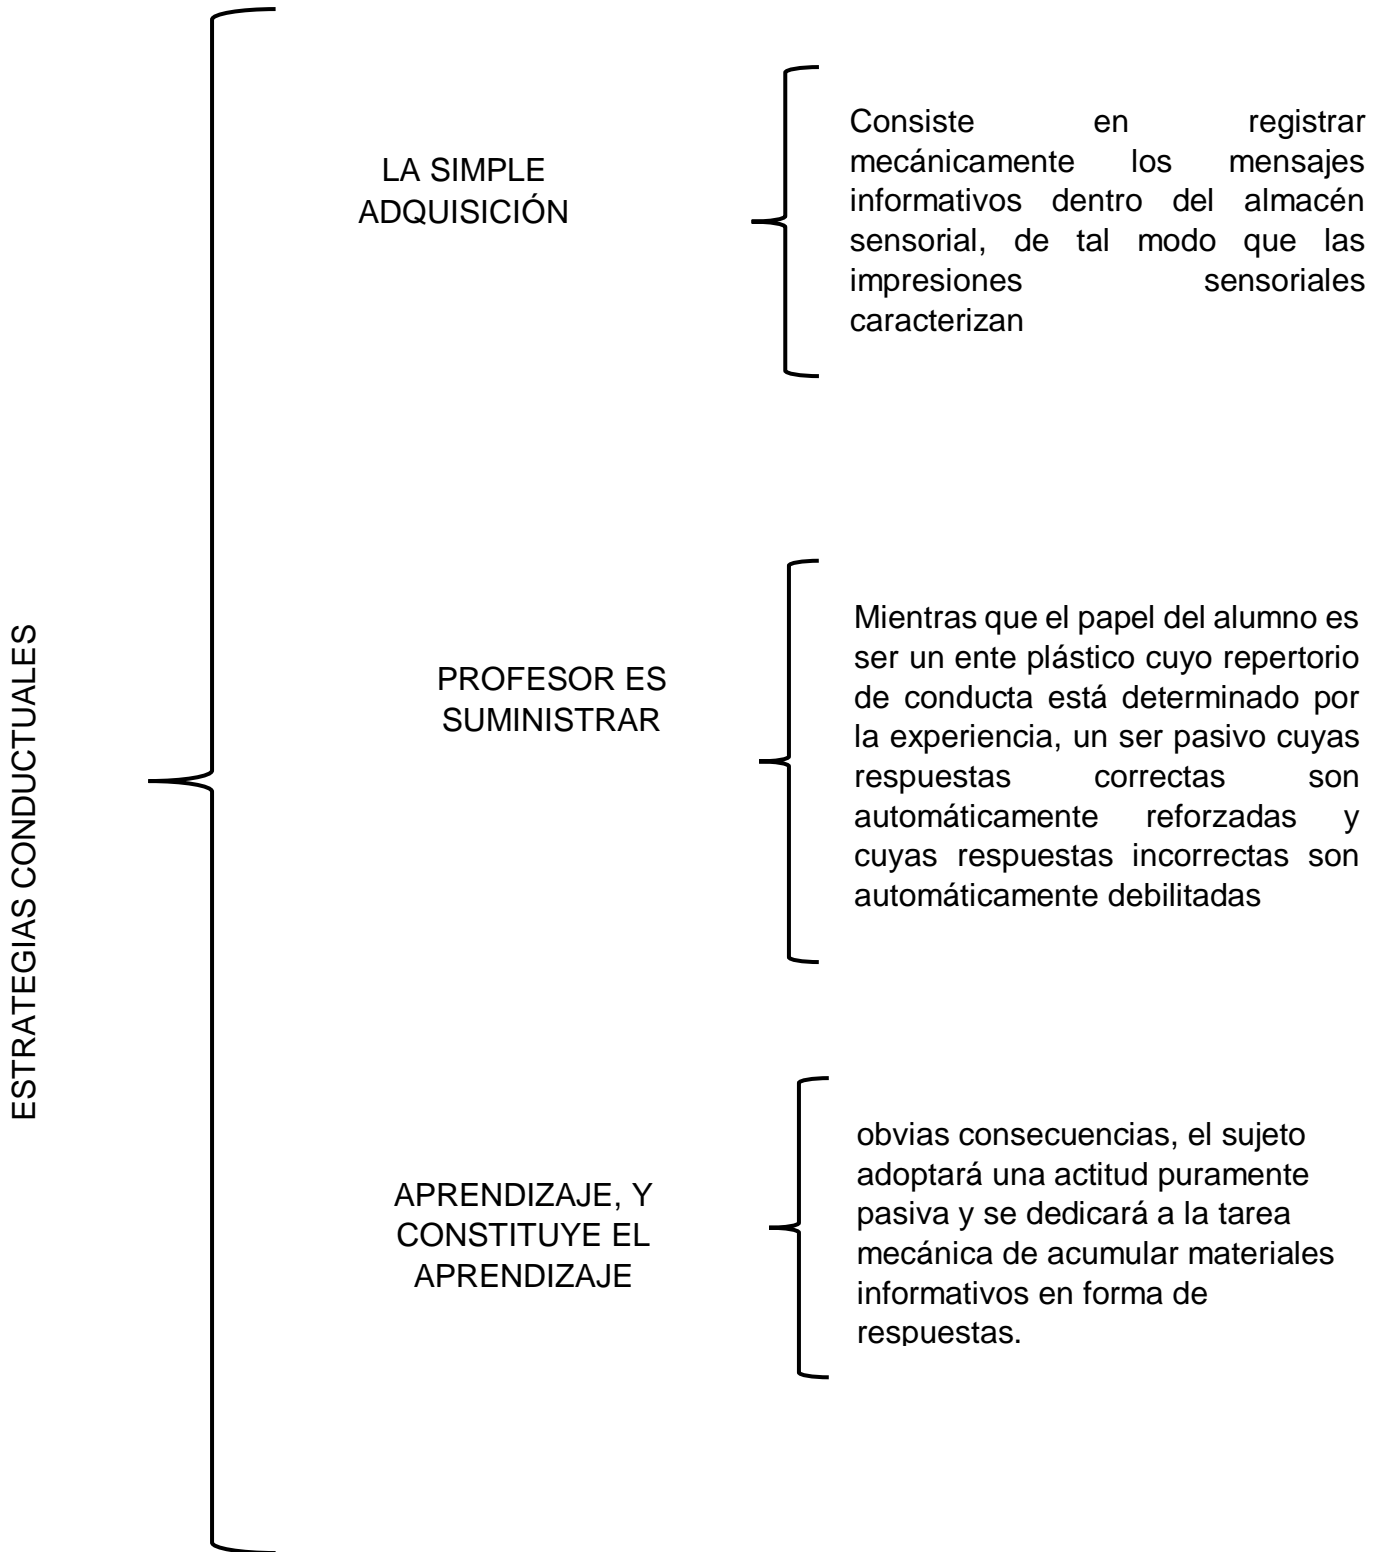 ESTRATEGIAS CONDUCTUALES
LA SIMPLE
ADQUISICIÓN
Consiste en registrar
mecánicamente los mensajes
informativos dentro del almacén
sensorial, de tal modo que las
impresiones sensoriales
caracterizan
PROFESOR ES
SUMINISTRAR
Mientras que el papel del alumno es
ser un ente plástico cuyo repertorio
de conducta está determinado por
la experiencia, un ser pasivo cuyas
respuestas correctas son
automáticamente reforzadas y
cuyas respuestas incorrectas son
automáticamente debilitadas
APRENDIZAJE, Y
CONSTITUYE EL
APRENDIZAJE
obvias consecuencias, el sujeto
adoptará una actitud puramente
pasiva y se dedicará a la tarea
mecánica de acumular materiales
informativos en forma de
respuestas.